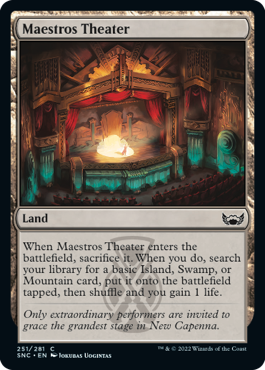 Maestros Theater
Land
When Maestros Theater enters the
battlefield, sacrifice it. When you do, search
your library for a basic Island, Swamp, or
Mountain card, put it onto the battlefield
tapped, then shuffle and you gain 1 life.
Only extraordinary performers are invited to
grace the grandest stage in New Capenna.
251/281 C
SNC • EN Jokubas Uogintas
™ & © 2022 Wizards of the Coast